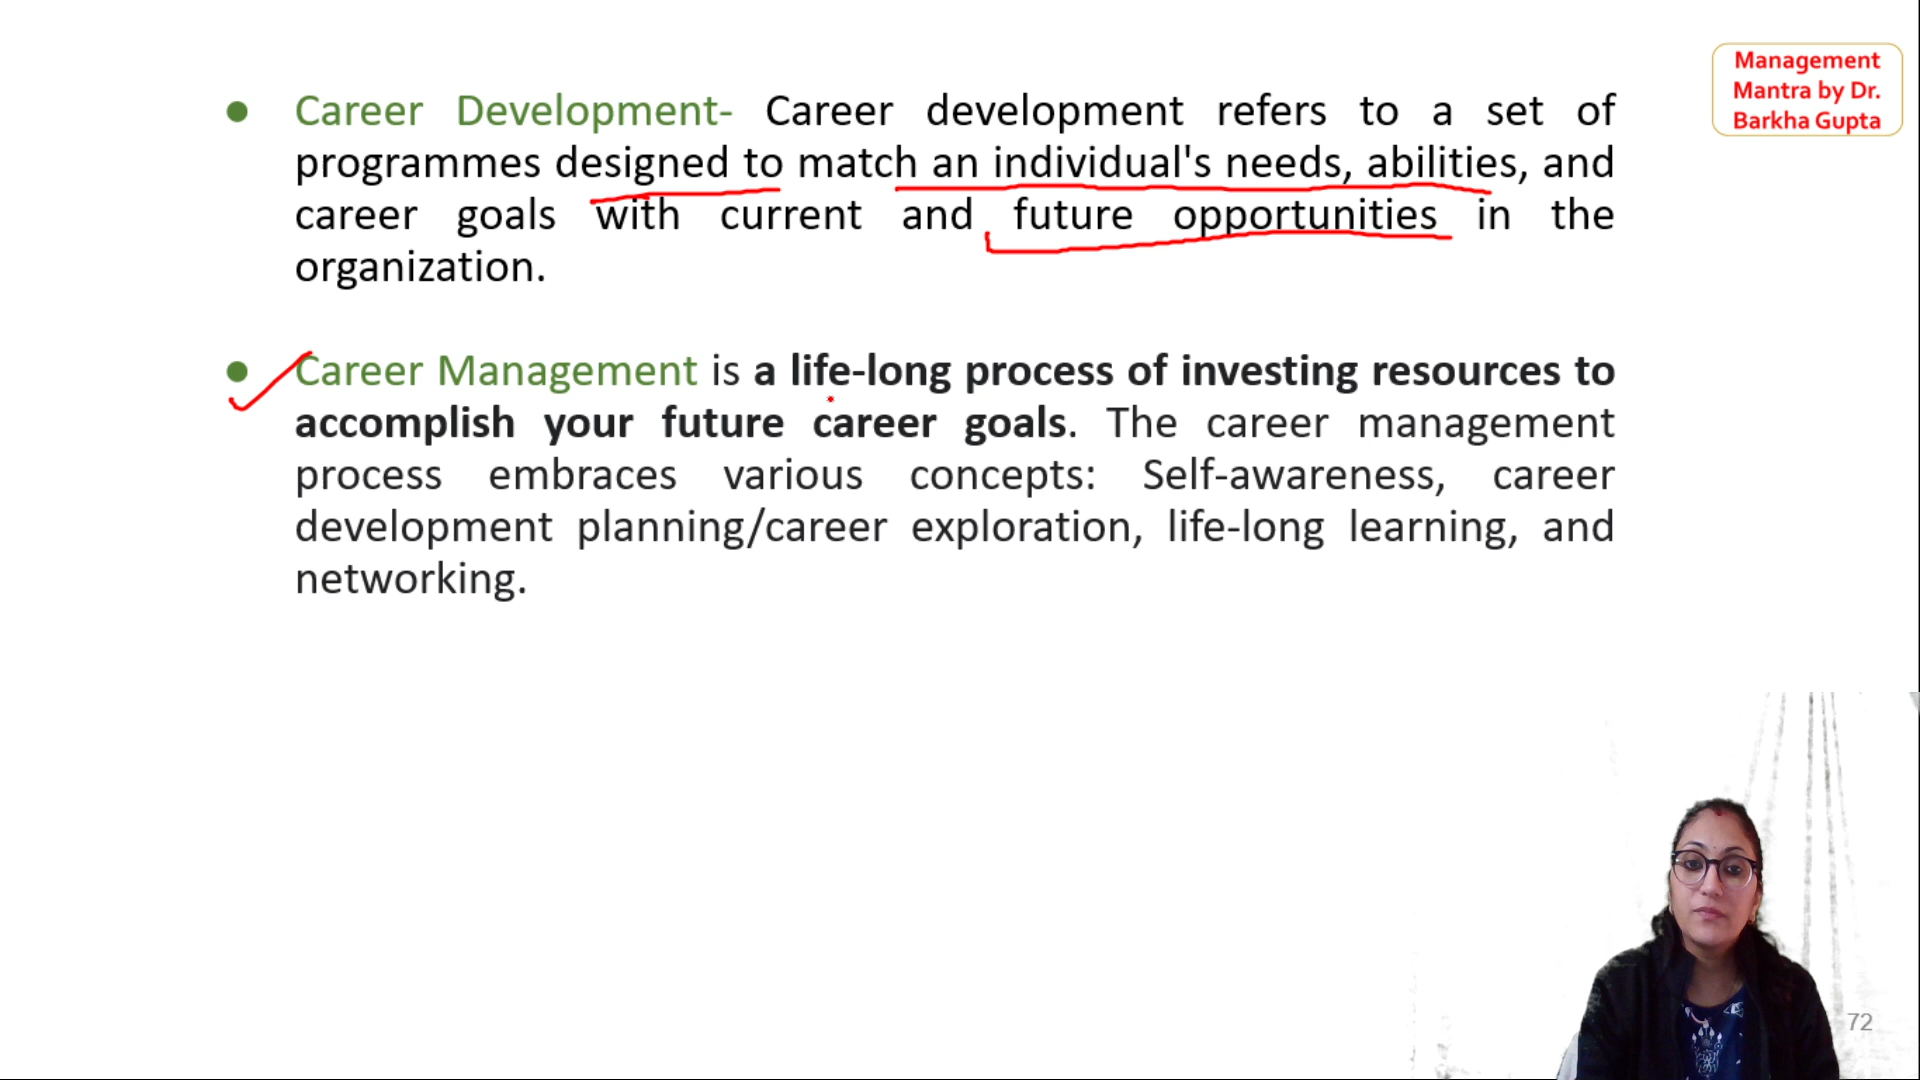 Management
Mantra by Dr.
Barkha Gupta
● Career Development- Career development refers to a set of
programmes designed to match an individual's needs, abilities, and
career goals with current and future opportunities in the
organization.
● Career Management is a life-long process of investing resources to
accomplish your future career goals. The career management
process embraces various concepts: Self-awareness, career
development planning/career exploration, life-long learning, and
networking.
72